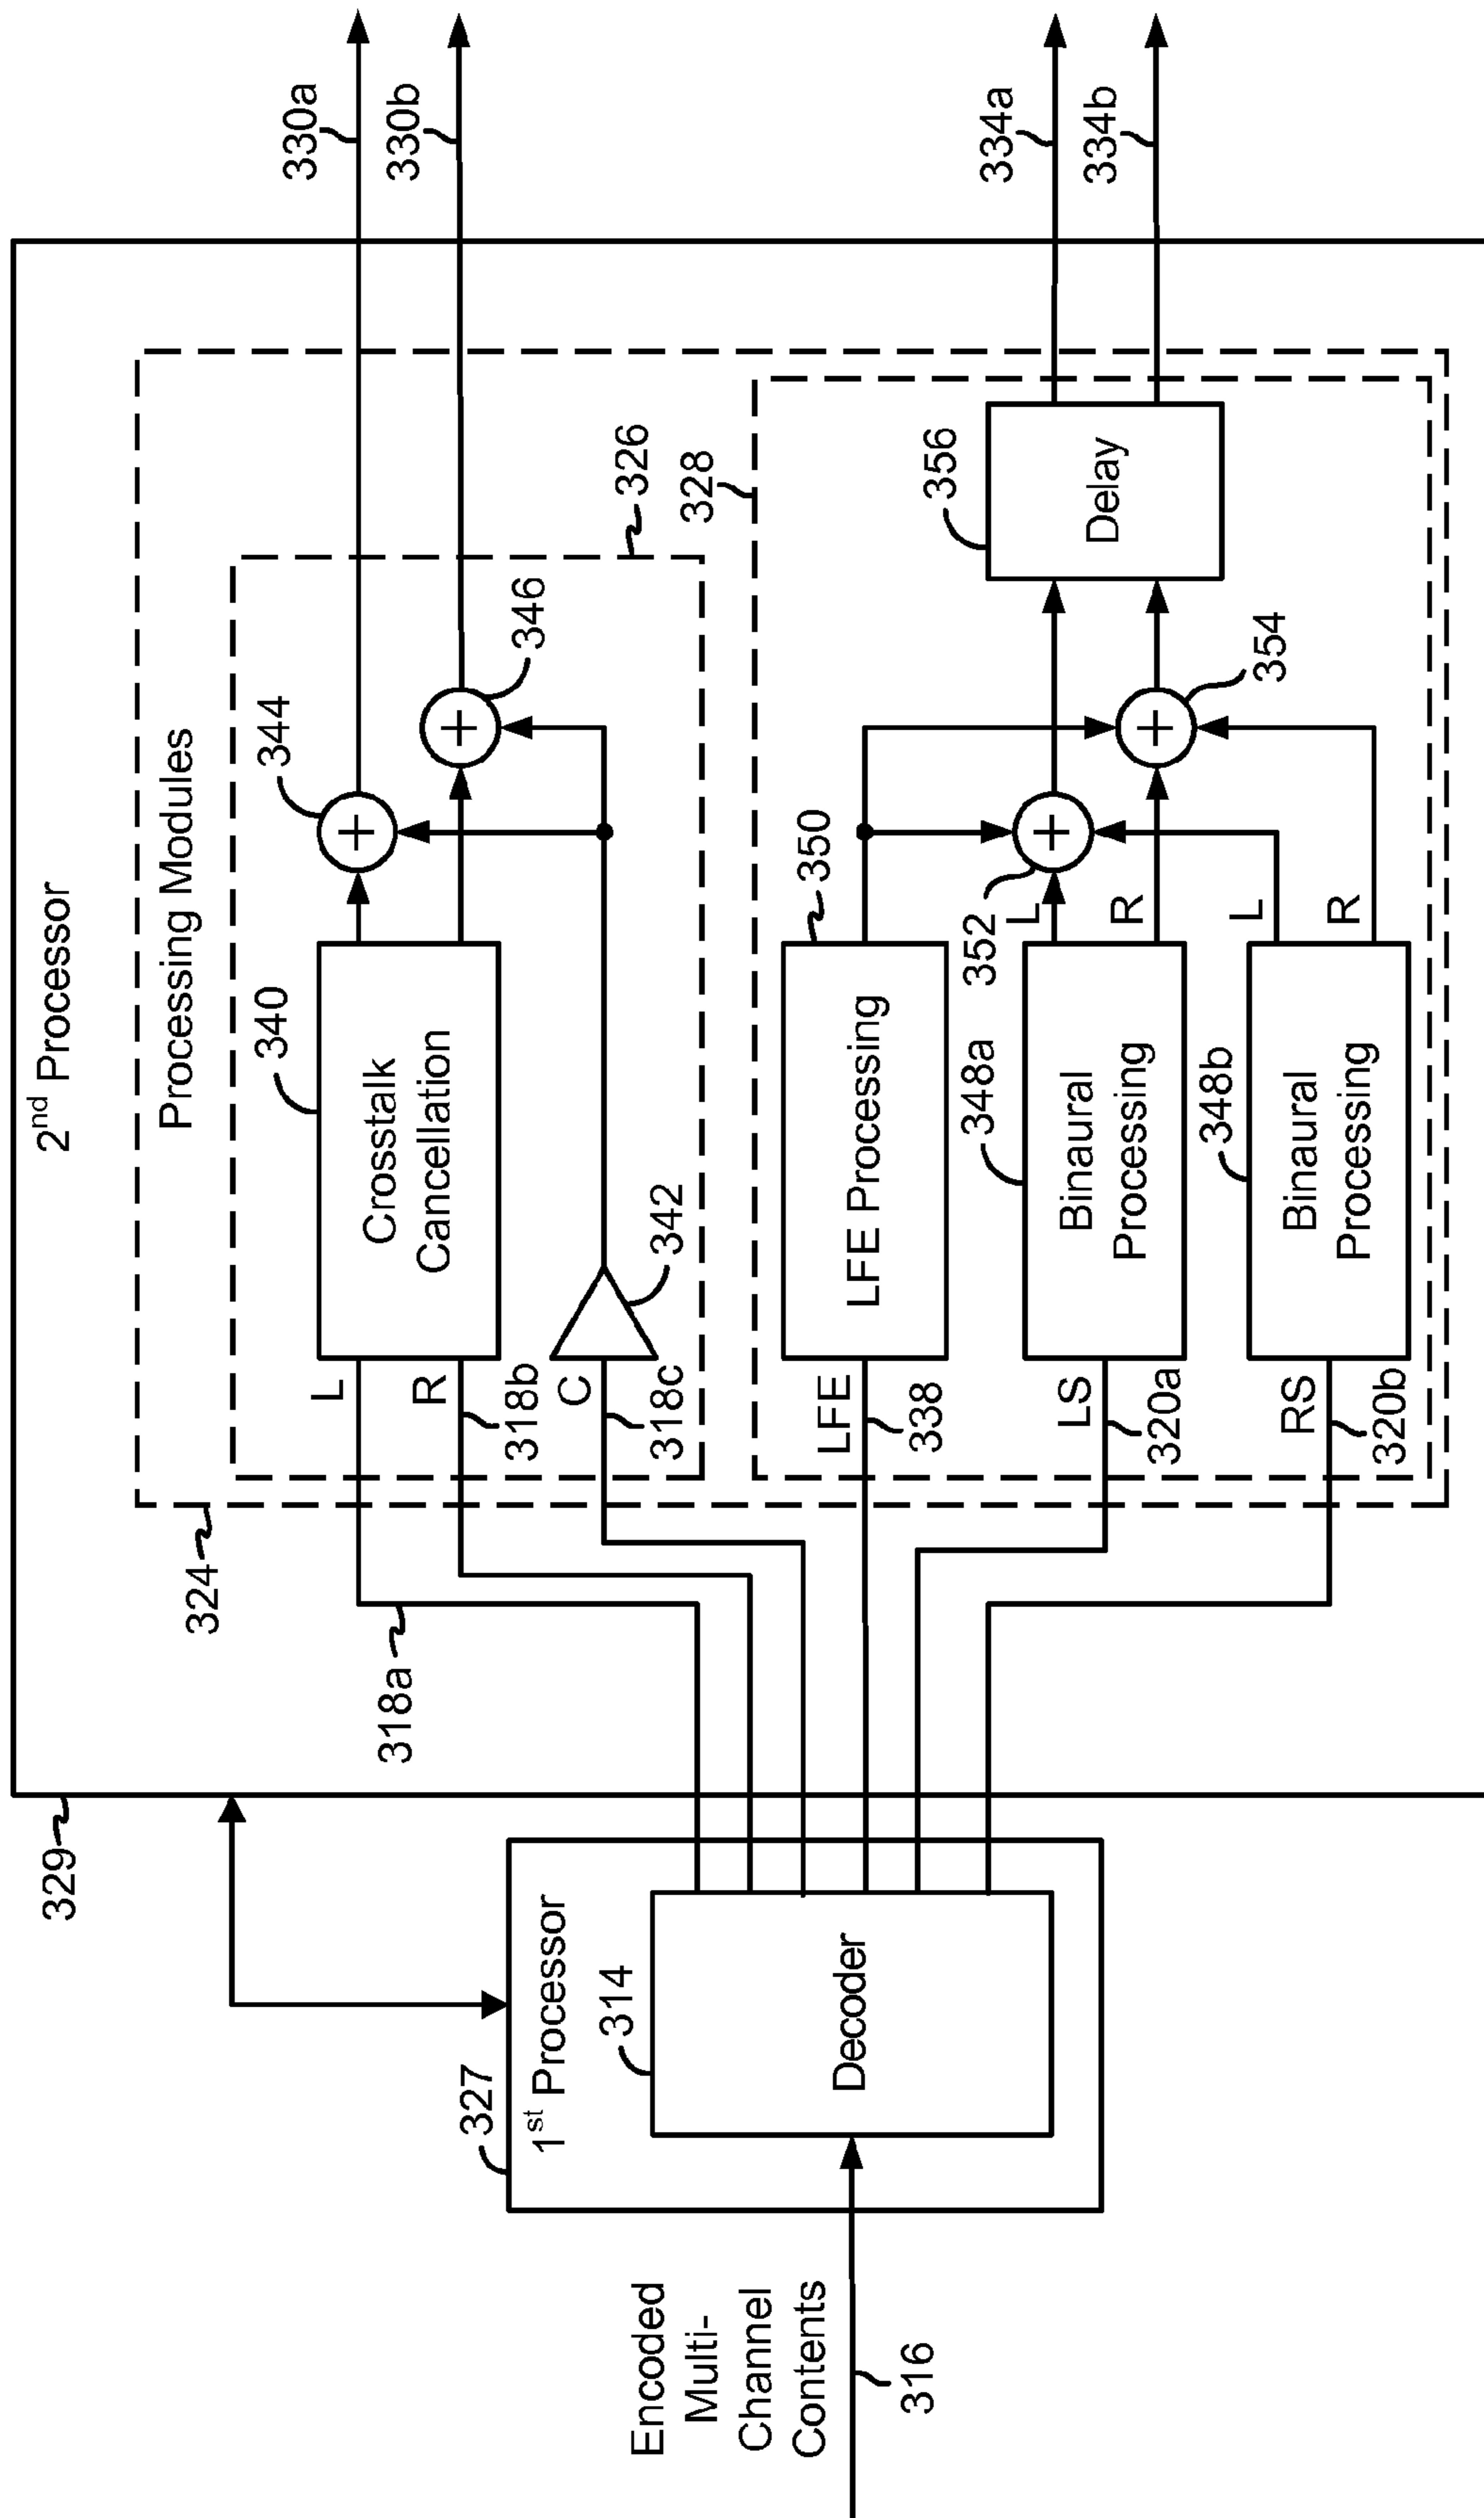 329
2nd Processor
324
Processing Modules
318a
L
R
318b
C
318c
340
Crosstalk
Cancellation
342
344
346
326
330a
330b
327
1st Processor
314
Decoder
Encoded
Multi-
Channel
Contents
316
328
LFE
338
350
LFE Processing
LS
320a
348a
Binaural
Processing
352
L
R
RS
320b
348b
Binaural
Processing
L
R
354
356
Delay
334a
334b